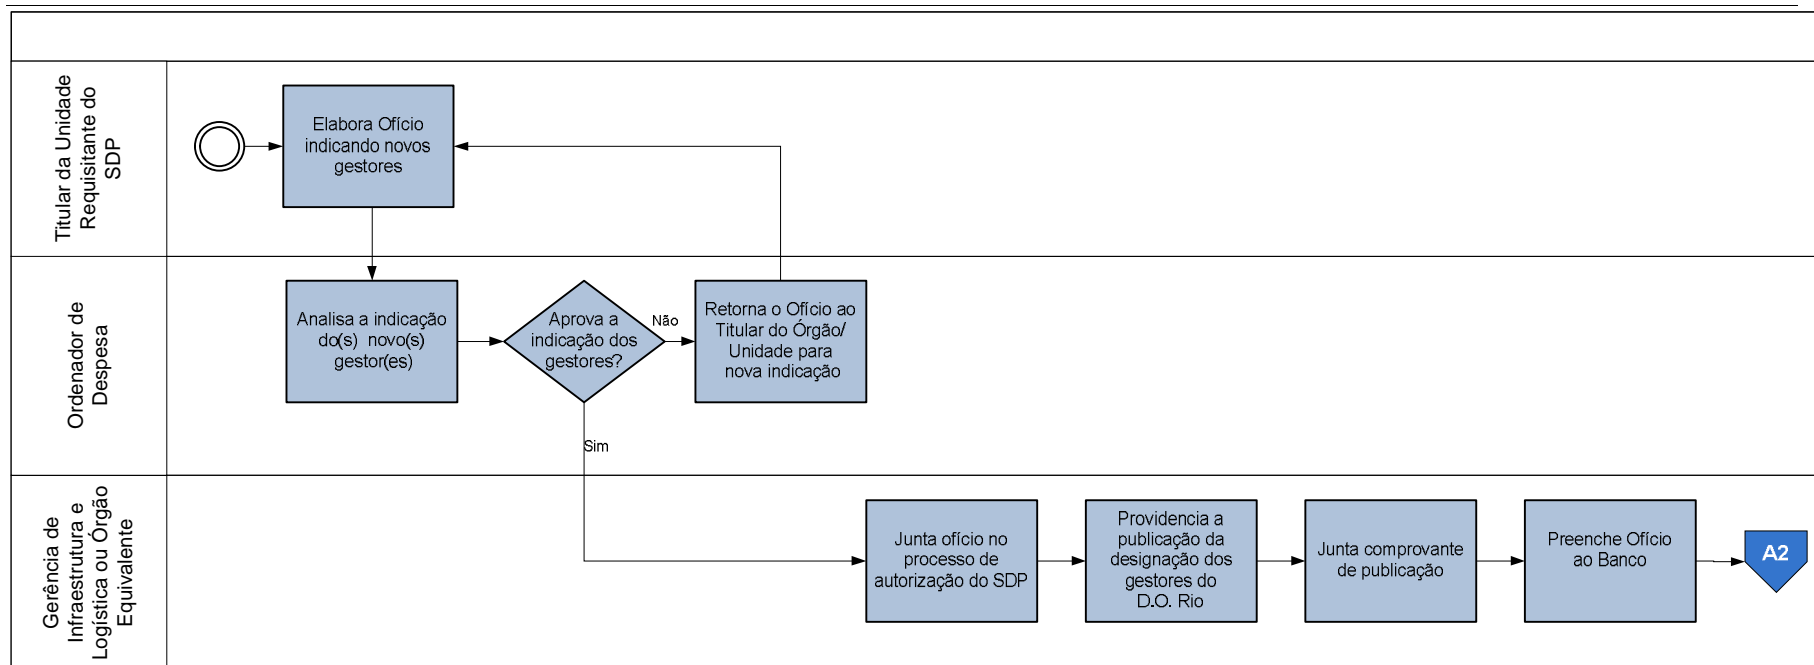 Titular da Unidade
Requisitante do
SDP
Elabora Ofício
indicando novos
gestores
Ordenador de
Despesa
Analisa a indicação
do(s) novo(s)
gestor(es)
Aprova a
indicação dos
gestores?
Não
Retorna o Ofício ao
Titular do Órgão/
Unidade para
nova indicação
Sim
Gerência de
Infraestrutura e
Logística ou Órgão
Equivalente
Junta ofício no
processo de
autorização do SDP
Providencia a
publicação da
designação dos
gestores do
D.O. Rio
Junta comprovante
de publicação
Preenche Ofício
ao Banco
A2